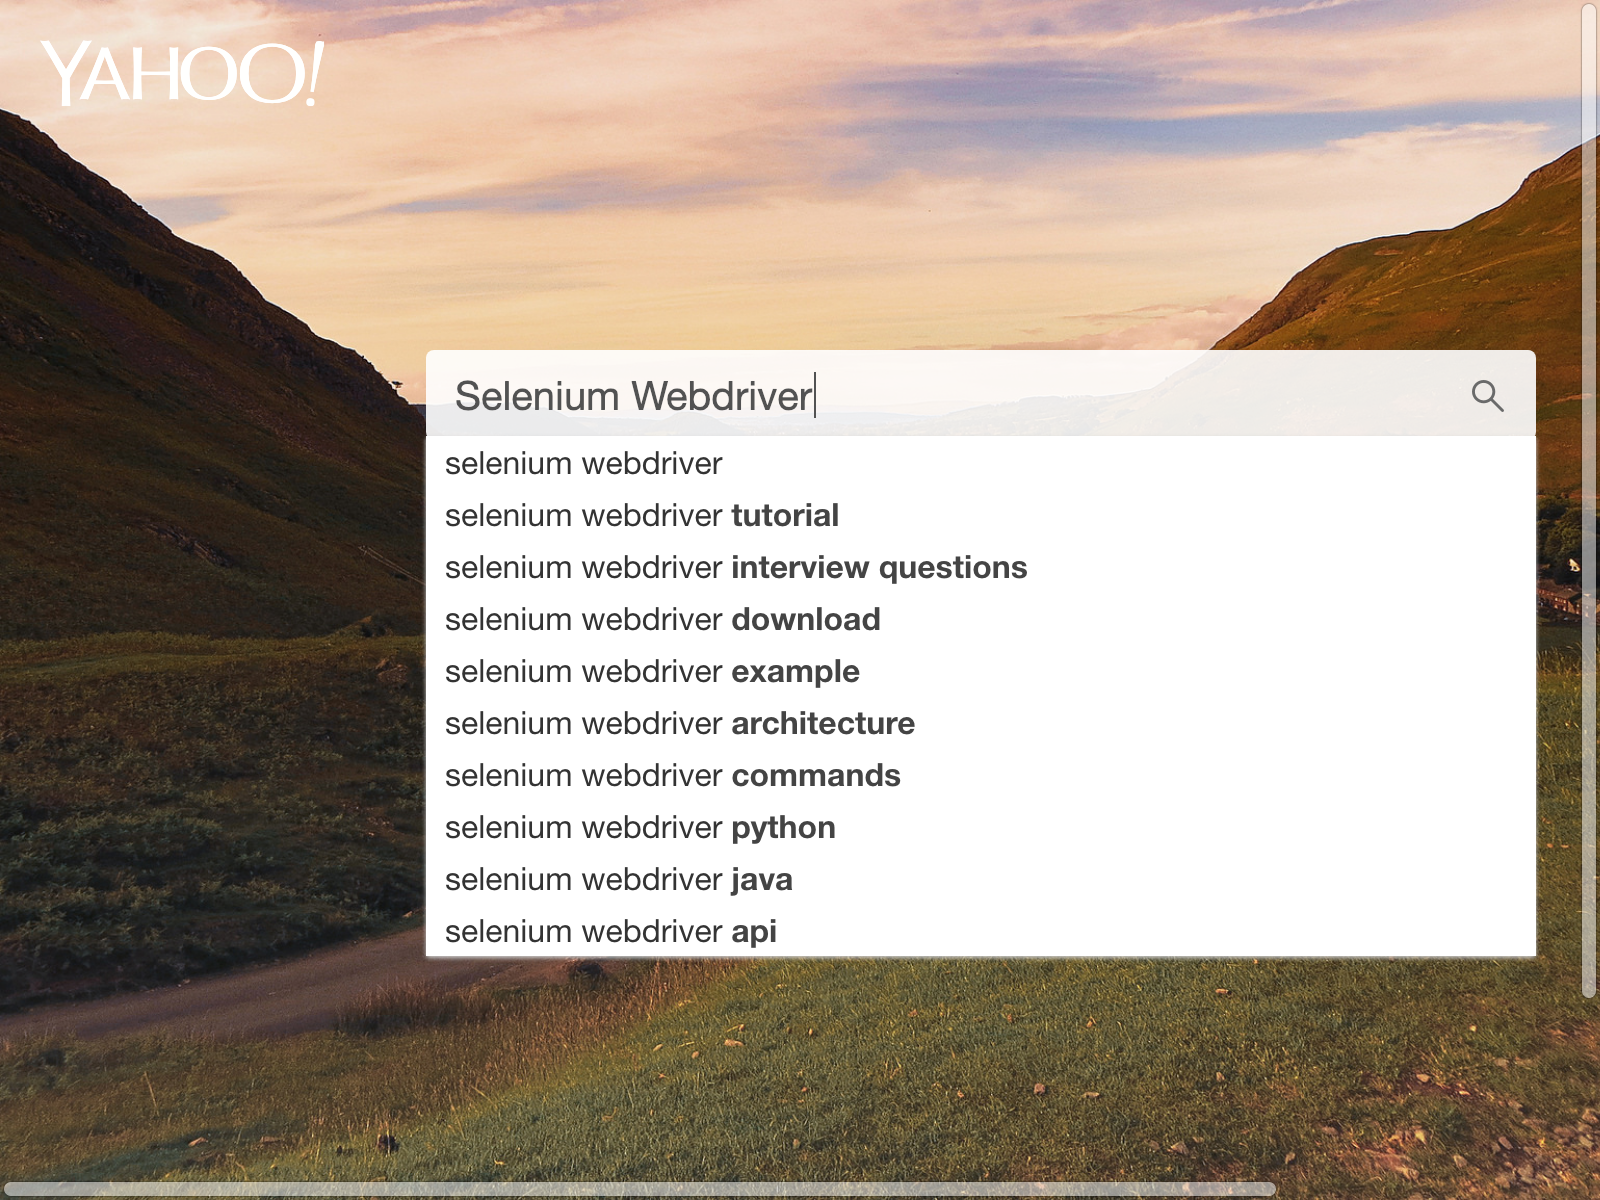 YAHOO!
Selenium Webdriver
selenium webdriver
selenium webdriver tutorial
selenium webdriver interview questions
selenium webdriver download
selenium webdriver example
selenium webdriver architecture
selenium webdriver commands
selenium webdriver python
selenium webdriver java
selenium webdriver api